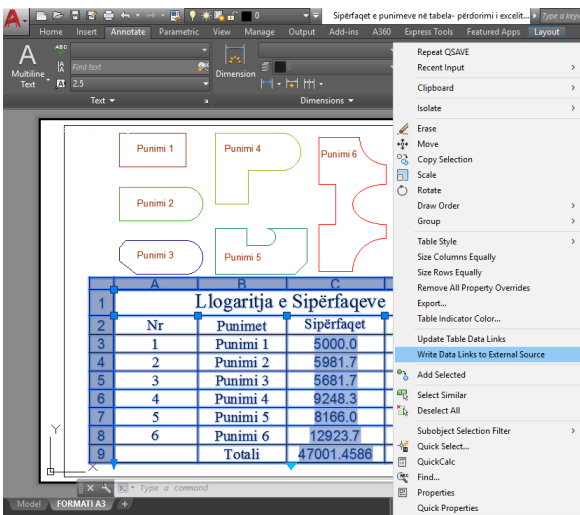 0
Sipërfaqet e punimeve në tabela- përdorimi i excelit...
Type a keyw
Home Insert Annotate Parametric View Manage Output Add-ins A360 Express Tools Featured Apps Layout
A
ABC
Multiline
Text
Find text
2.5
Dimension
Text
Dimensions
Repeat QSAVE
Recent Input
Clipboard
Isolate
Erase
Move
Copy Selection
Scale
Rotate
Draw Order
Group
Table Style
Size Columns Equally
Size Rows Equally
Remove All Property Overrides
Export...
Table Indicator Color...
Update Table Data Links
Write Data Links to External Source
Add Selected
Select Similar
Deselect All
Subobject Selection Filter
Quick Select...
QuickCalc
Find...
Properties
Quick Properties
Punimi 1
Punimi 4
Punimi 6
Punimi 2
Punimi 3
Punimi 5
A B C
1 Llogaritja e Sipërfaqeve
2 Nr Punimet Sipërfaqet
3 1 Punimi 1 5000.0
4 2 Punimi 2 5981.7
5 3 Punimi 3 5681.7
6 4 Punimi 4 9248.3
7 5 Punimi 5 8166.0
8 6 Punimi 6 12923.7
9 Totali 47001.4586
Y
X
Type a command
Model FORMATI A3 +